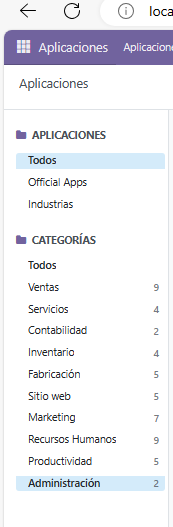 loca
Aplicaciones Aplicacione
Aplicaciones
APLICACIONES
Todos
Official Apps
Industrias
CATEGORÍAS
Todos
Ventas 9
Servicios 4
Contabilidad 2
Inventario 4
Fabricación 5
Sitio web 5
Marketing 7
Recursos Humanos 9
Productividad 5
Administración 2